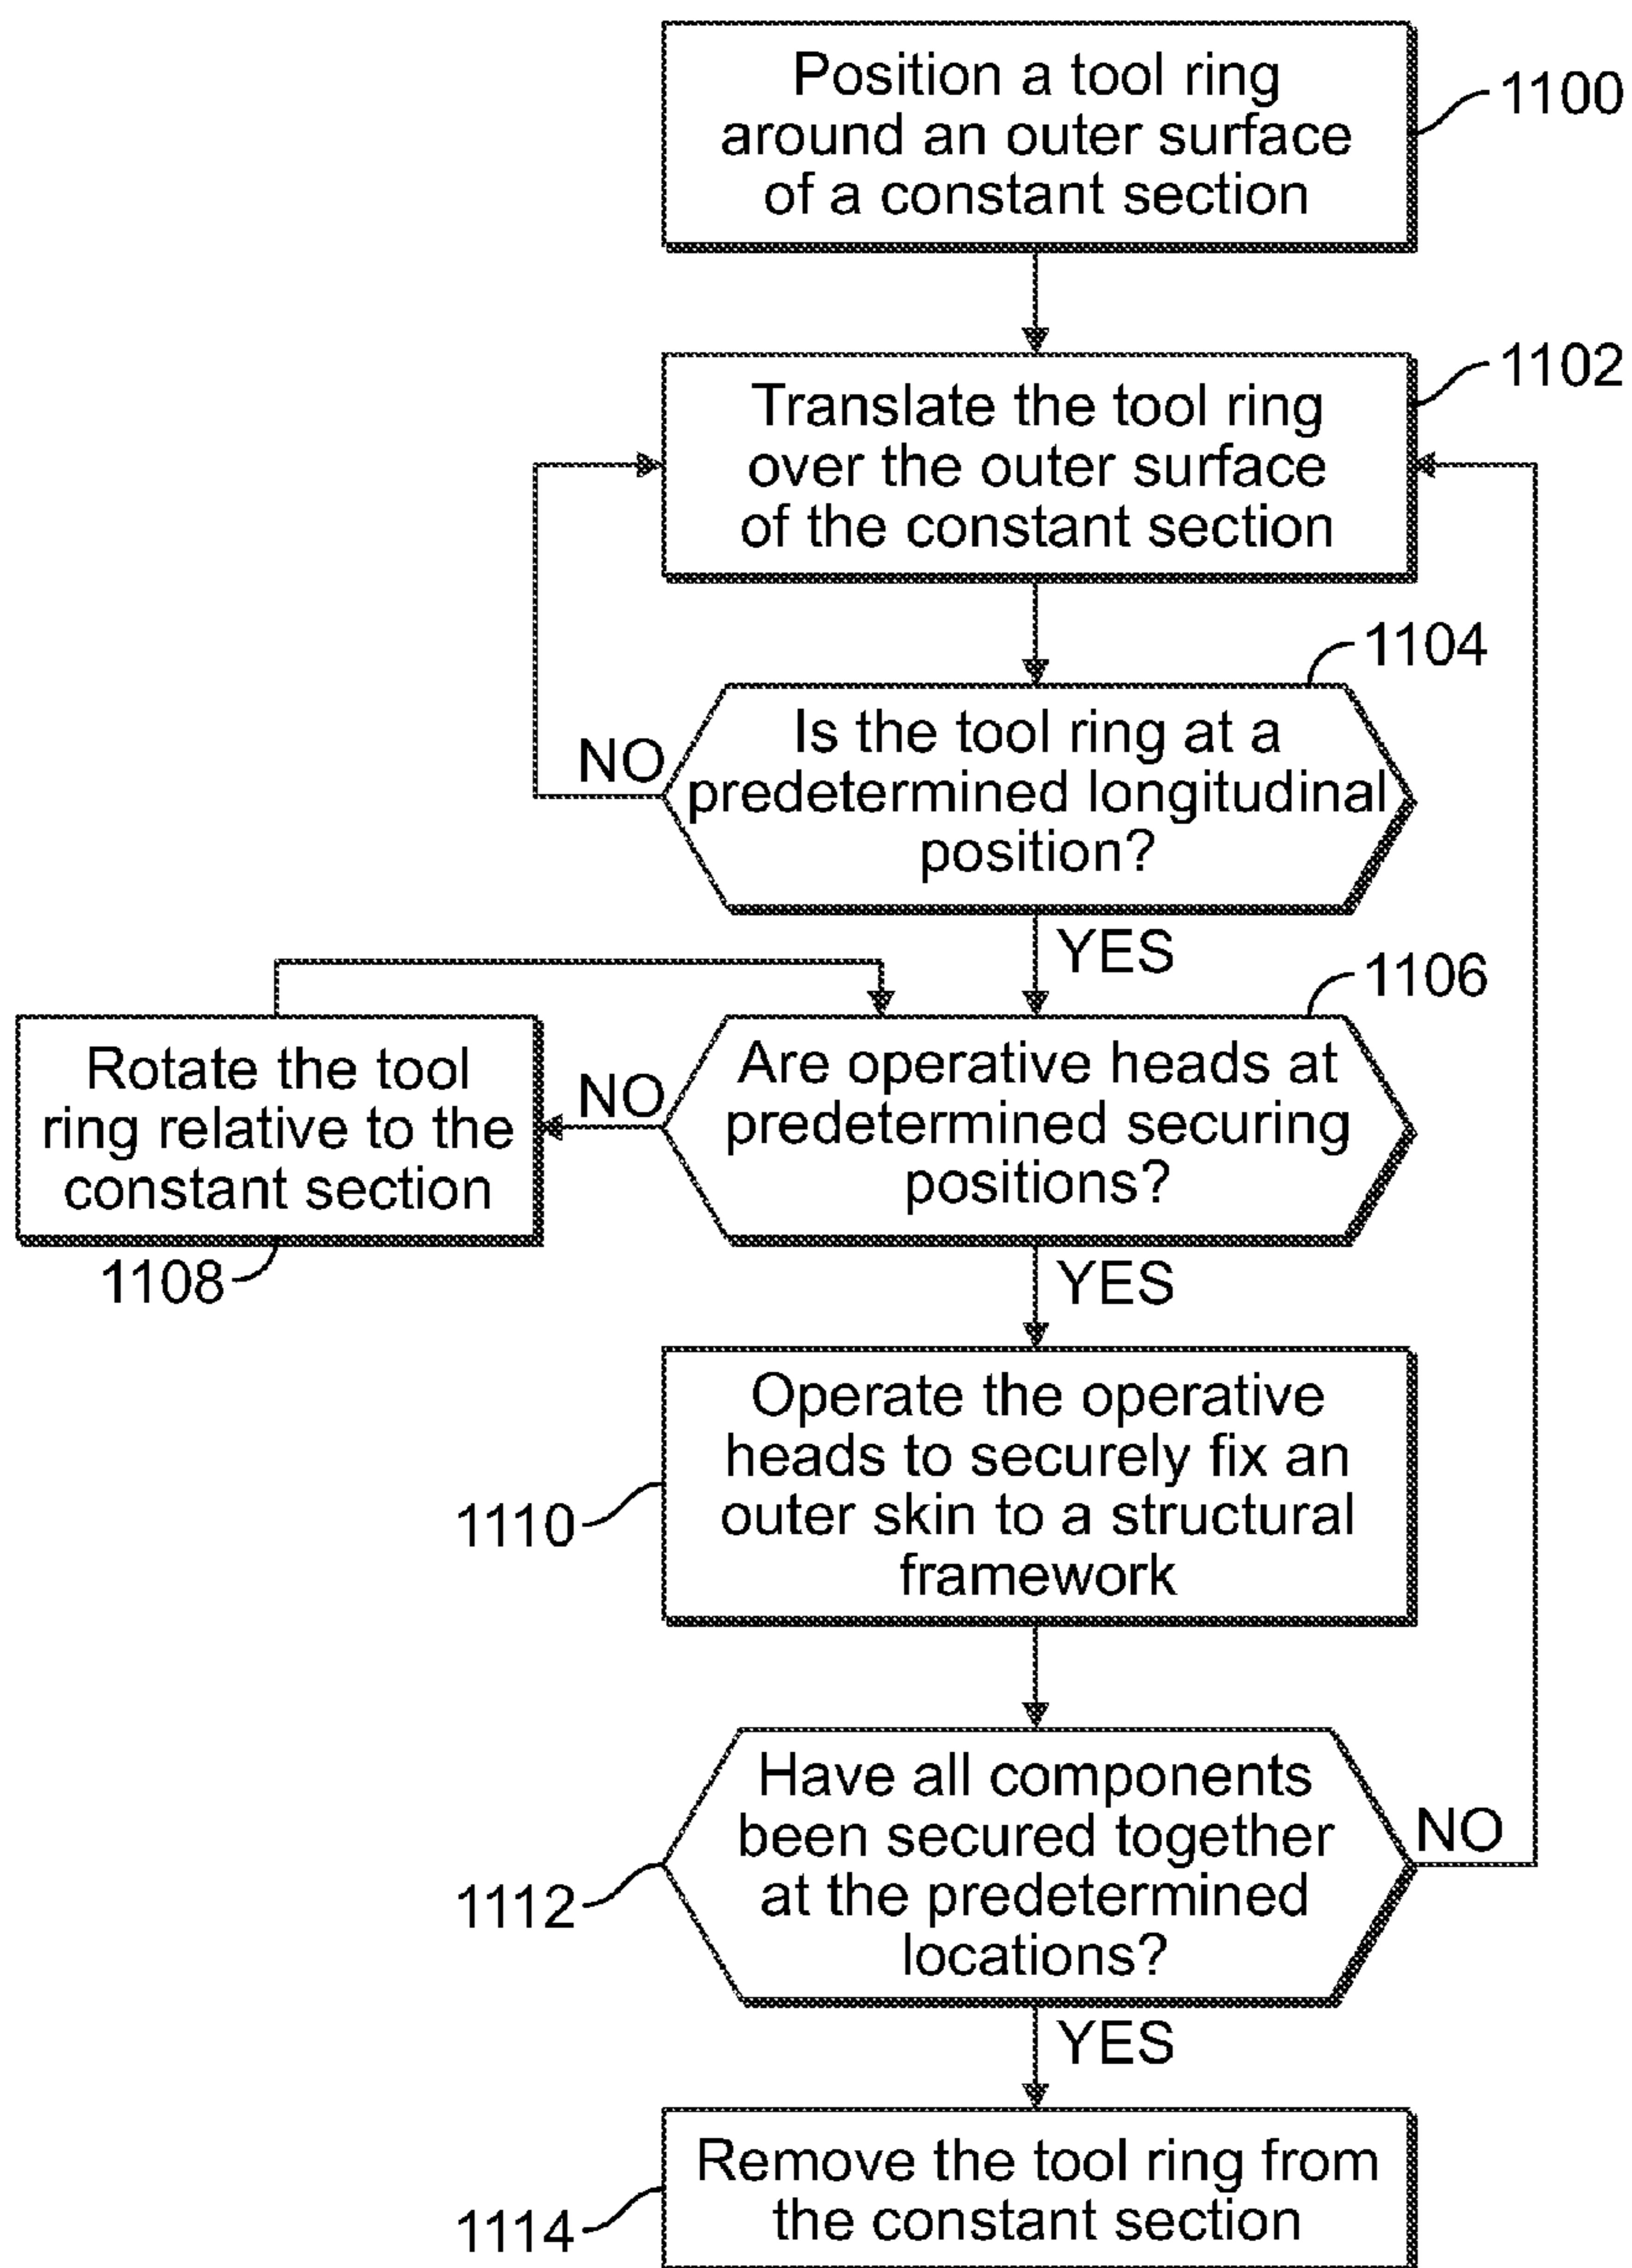 Position a tool ring
around an outer surface
of a constant section
1100
Translate the tool ring
over the outer surface
of the constant section
1102
1104
Is the tool ring at a
predetermined longitudinal
position?
NO
YES
1106
Are operative heads at
predetermined securing
positions?
NO
Rotate the tool
ring relative to the
constant section
1108
YES
Operate the operative
heads to securely fix an
outer skin to a structural
framework
1110
Have all components
been secured together
at the predetermined
locations?
NO
1112
YES
Remove the tool ring from
the constant section
1114